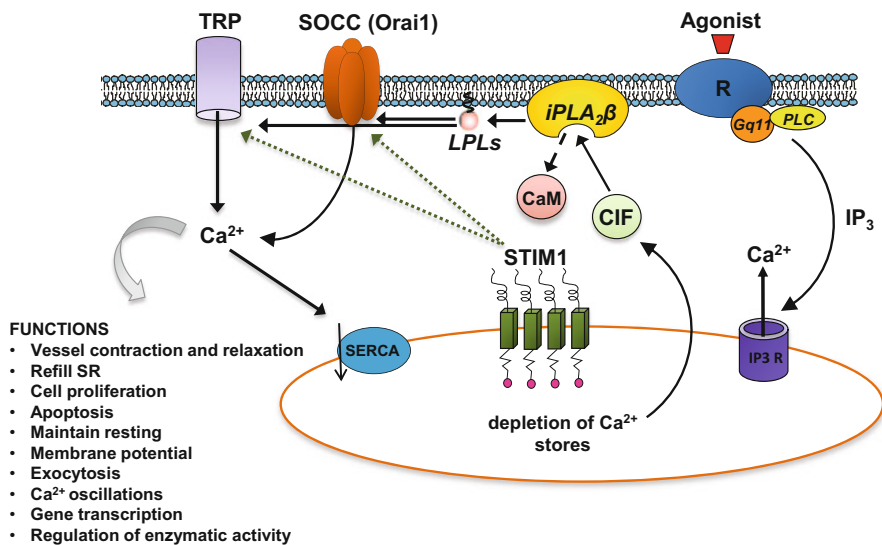 TRP
SOCC (Orai1)
Agonist
R
Gq11
PLC
iPLA₂β
LPLs
CaM
CIF
IP₃
Ca²⁺
STIM1
Ca²⁺
SERCA
IP3 R
depletion of Ca²⁺
stores
FUNCTIONS
• Vessel contraction and relaxation
• Refill SR
• Cell proliferation
• Apoptosis
• Maintain resting
• Membrane potential
• Exocytosis
• Ca²⁺ oscillations
• Gene transcription
• Regulation of enzymatic activity